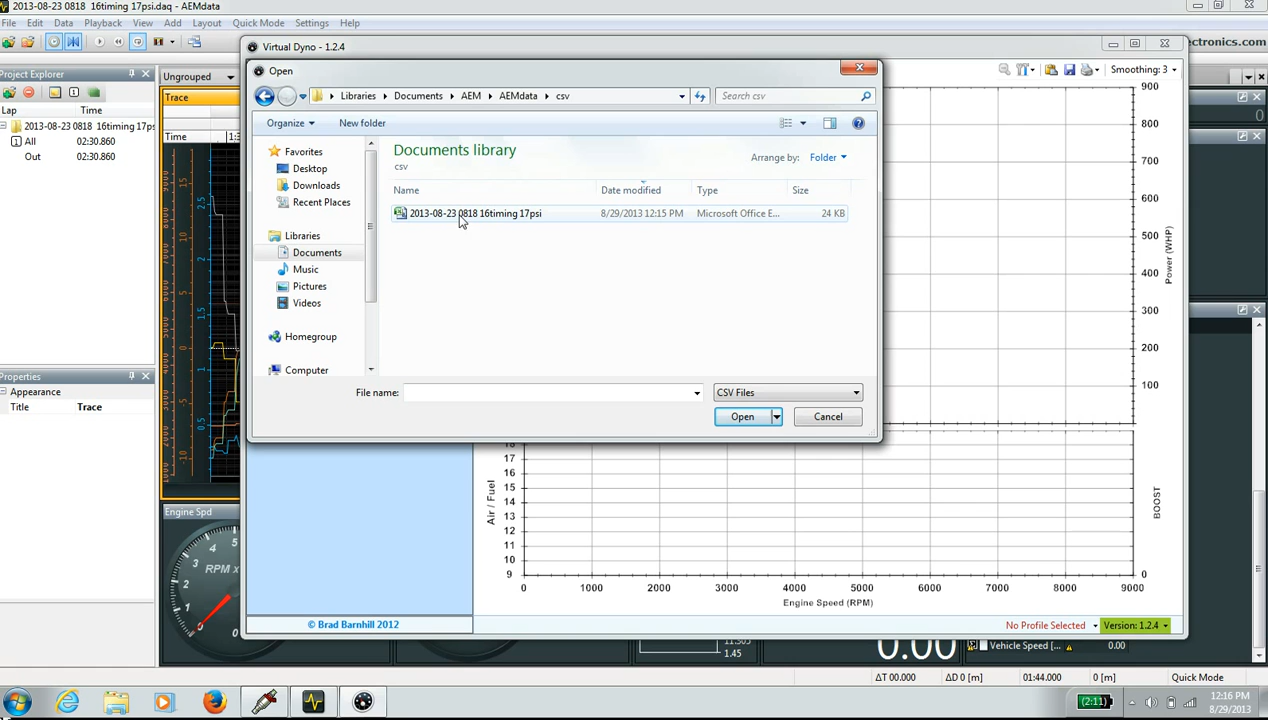 2013-08-23 0818  16timing 17psi.daq - AEMdata
File Edit Data Playback View Add Layout Quick Mode Settings Help
Virtual Dyno - 1.2.4
ectronics.com
Project Explorer
Ungrouped
Open
Smoothing: 3
Libraries Documents AEM AEMdata csv
Search csv
Trace
Lap Time
Organize New folder
2013-08-23 0818 16timing 17ps
Time
All 02:30.860
Out 02:30.860
Favorites
Desktop
Downloads
Recent Places
Libraries
Documents
Music
Pictures
Videos
Homegroup
Computer
Documents library
csv
Arrange by: Folder
Name Date modified Type Size
2013-08-23 0818 16timing 17psi 8/29/2013 12:15 PM Microsoft Office E... 24 KB
File name:
CSV Files
Open Cancel
900
800
700
600
500
400
300
200
100
Power (WHP)
Properties
Appearance
Title Trace
Engine Spd
RPM x
Air / Fuel
18
17
16
15
14
13
12
11
10
9
BOOST
0
0 1000 2000 3000 4000 5000 6000 7000 8000 9000
Engine Speed (RPM)
© Brad Barnhill 2012
No Profile Selected
Version: 1.2.4
1.45
0.00
Vehicle Speed [... 0.00
ΔT 00.000 ΔD 0 [m] 01:44.000 0 [m] Quick Mode
(2:11)
12:16 PM
8/29/2013